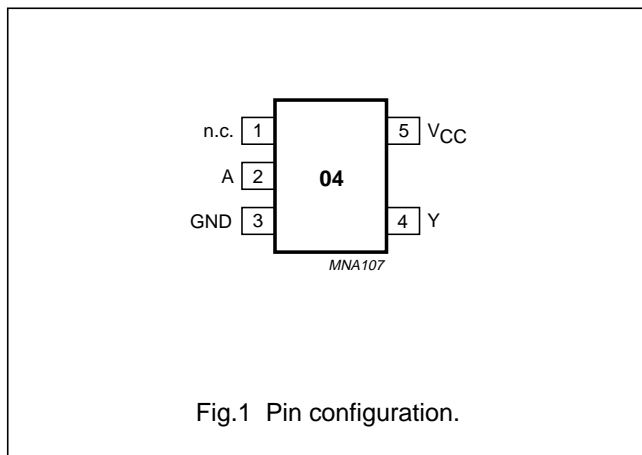 n.c. 1
5 VCC
A 2
04
GND 3
4 Y
MNA107
Fig.1 Pin configuration.